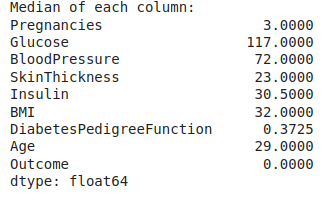 Median of each column:
Pregnancies 3.0000
Glucose 117.0000
BloodPressure 72.0000
SkinThickness 23.0000
Insulin 30.5000
BMI 32.0000
DiabetesPedigreeFunction 0.3725
Age 29.0000
Outcome 0.0000
dtype: float64